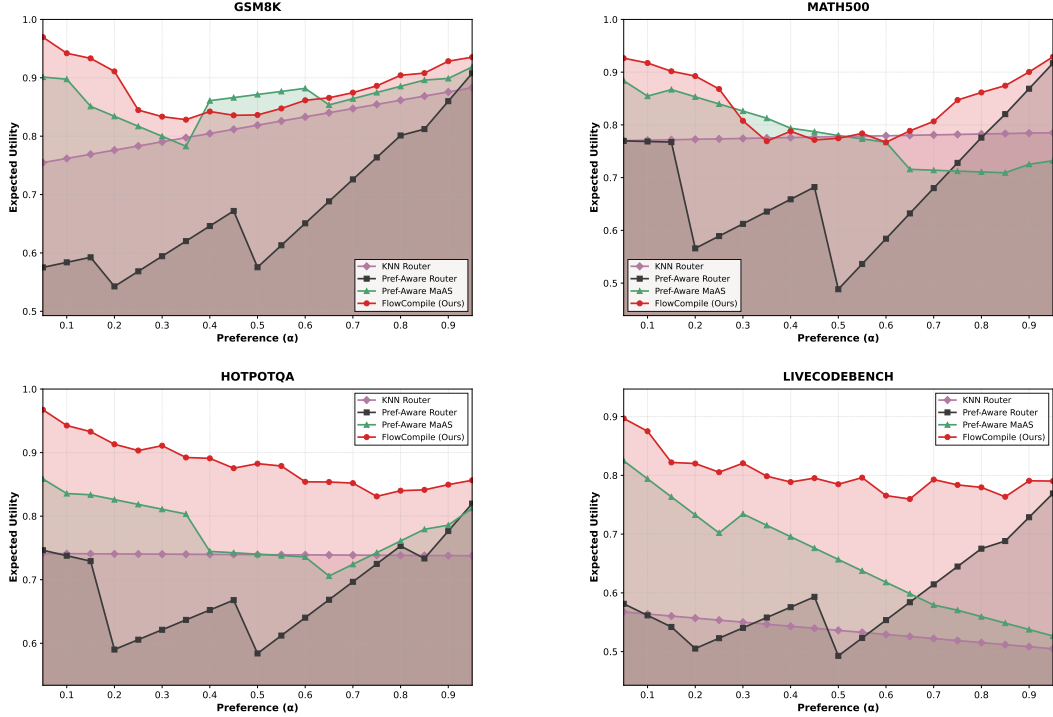 GSM8K
Expected Utility
1.0
0.9
0.8
0.7
0.6
0.5
0.1 0.2 0.3 0.4 0.5 0.6 0.7 0.8 0.9
Preference (α)
KNN Router
Pref-Aware Router
Pref-Aware MaAS
FlowCompile (Ours)
MATH500
Expected Utility
1.0
0.9
0.8
0.7
0.6
0.5
0.1 0.2 0.3 0.4 0.5 0.6 0.7 0.8 0.9
Preference (α)
KNN Router
Pref-Aware Router
Pref-Aware MaAS
FlowCompile (Ours)
HOTPOTQA
Expected Utility
1.0
0.9
0.8
0.7
0.6
KNN Router
Pref-Aware Router
Pref-Aware MaAS
FlowCompile (Ours)
0.1 0.2 0.3 0.4 0.5 0.6 0.7 0.8 0.9
Preference (α)
LIVECODEBENCH
Expected Utility
0.9
0.8
0.7
0.6
0.5
KNN Router
Pref-Aware Router
Pref-Aware MaAS
FlowCompile (Ours)
0.1 0.2 0.3 0.4 0.5 0.6 0.7 0.8 0.9
Preference (α)